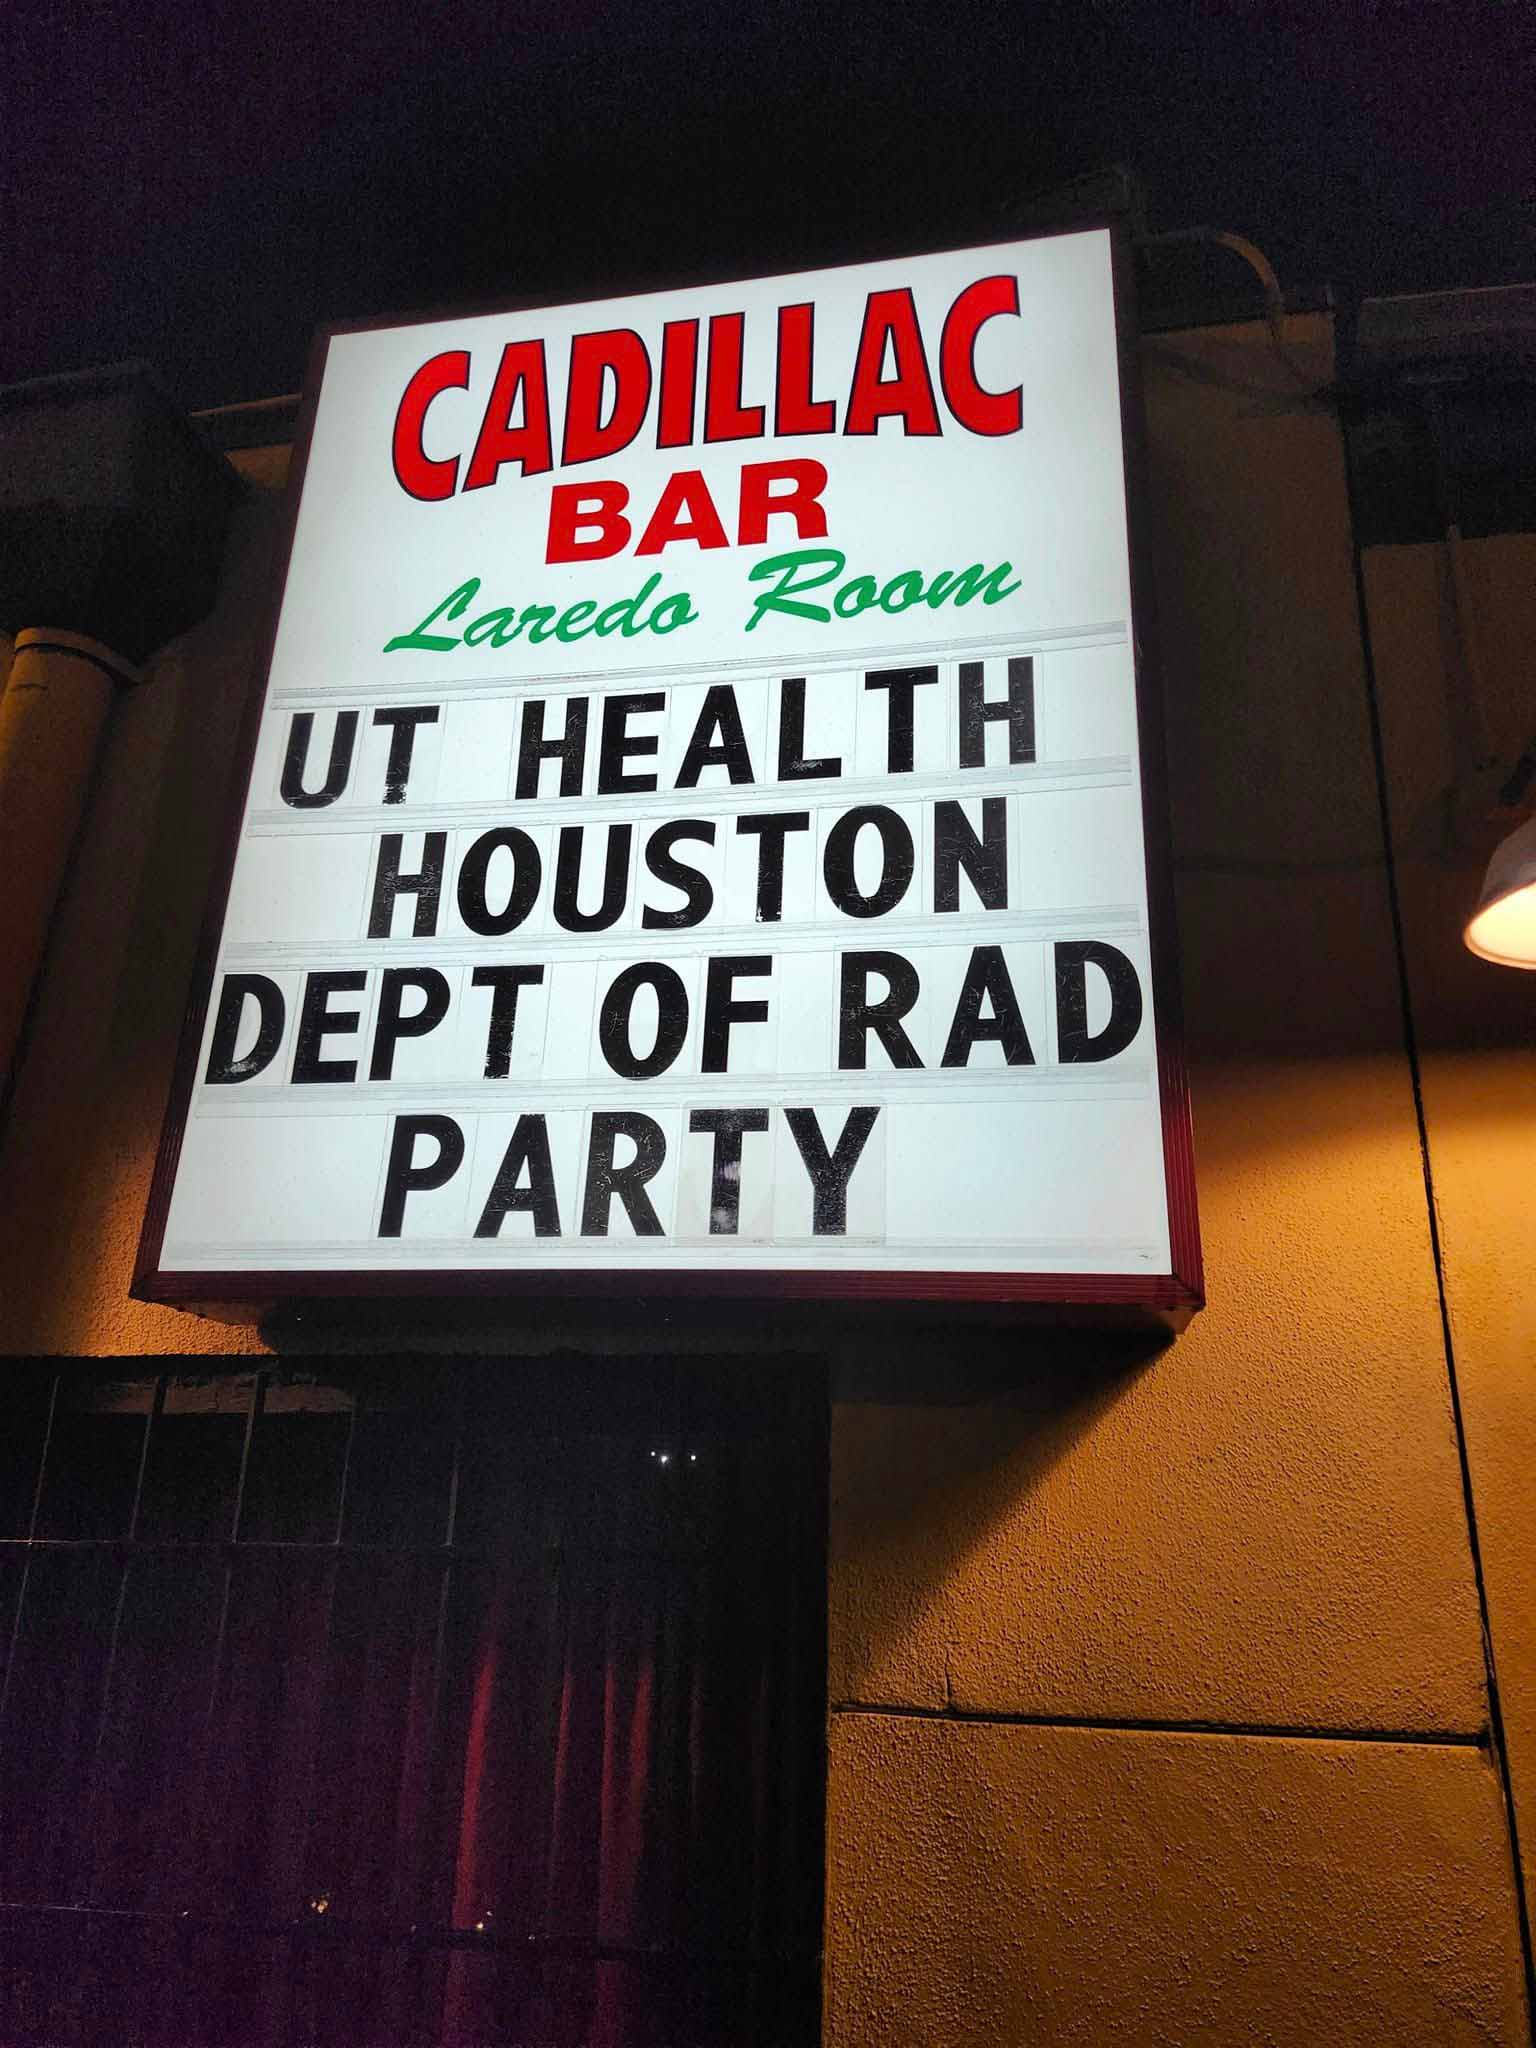 CADILLAC
BAR
Laredo Room
UT HEALTH
HOUSTON
DEPT OF RAD
PARTY